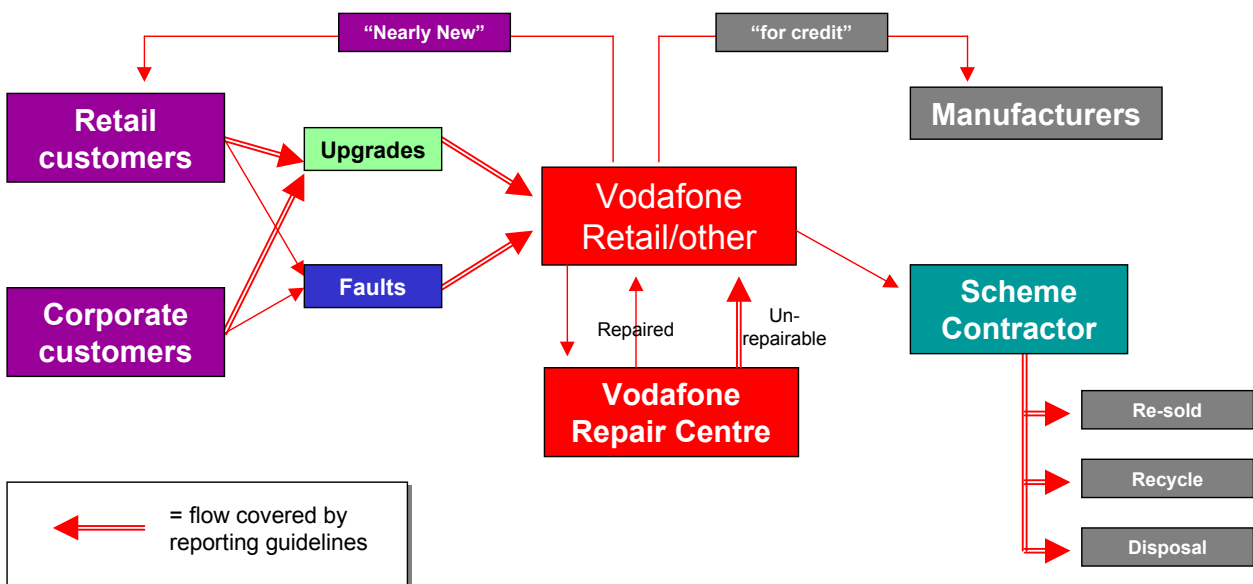 “Nearly New”
“for credit”
Retail
customers
Upgrades
Manufacturers
Vodafone
Retail/other
Faults
Corporate
customers
Scheme
Contractor
Repaired
Un-
repairable
Vodafone
Repair Centre
Re-sold
Recycle
Disposal
= flow covered by
reporting guidelines